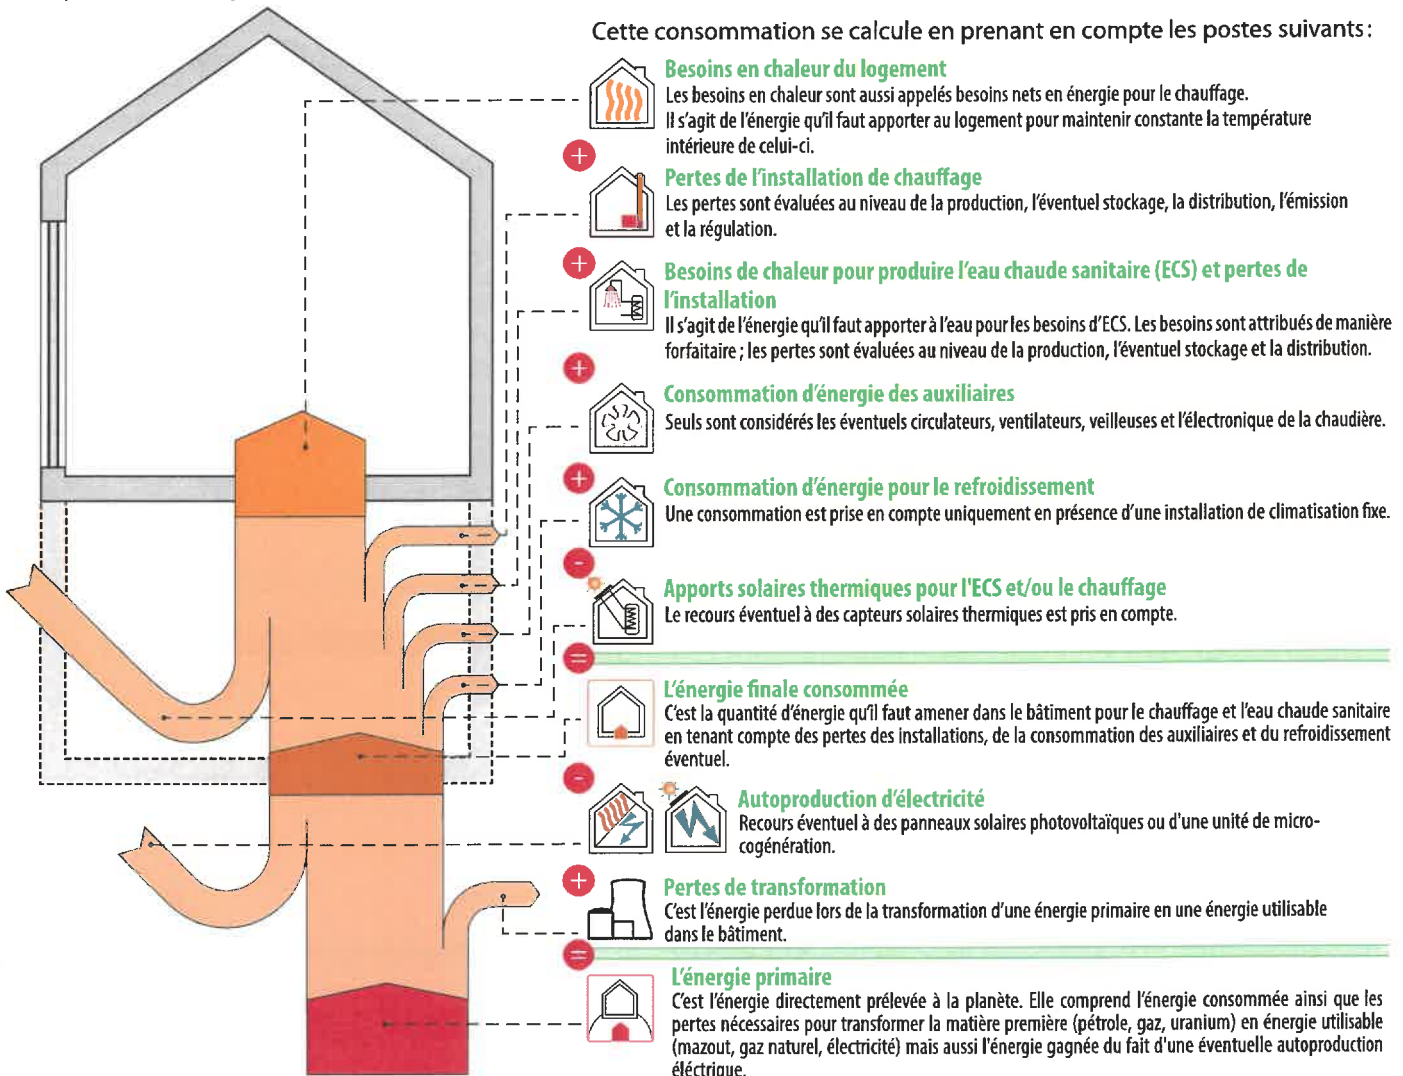 Cette consommation se calcule en prenant en compte les postes suivants :
Besoins en chaleur du logement
Les besoins en chaleur sont aussi appelés besoins nets en énergie pour le chauffage.
Il s'agit de l'énergie qu'il faut apporter au logement pour maintenir constante la température
intérieure de celui-ci.
+
Pertes de l'installation de chauffage
Les pertes sont évaluées au niveau de la production, l'éventuel stockage, la distribution, l'émission
et la régulation.
+
Besoins de chaleur pour produire l'eau chaude sanitaire (ECS) et pertes de
l'installation
Il s'agit de l'énergie qu'il faut apporter à l'eau pour les besoins d'ECS. Les besoins sont attribués de manière
forfaitaire ; les pertes sont évaluées au niveau de la production, l'éventuel stockage et la distribution.
+
Consommation d'énergie des auxiliaires
Seuls sont considérés les éventuels circulateurs, ventilateurs, veilleuses et l'électronique de la chaudière.
+
Consommation d'énergie pour le refroidissement
Une consommation est prise en compte uniquement en présence d'une installation de climatisation fixe.
-
Apports solaires thermiques pour l'ECS et/ou le chauffage
Le recours éventuel à des capteurs solaires thermiques est pris en compte.
=
L'énergie finale consommée
C'est la quantité d'énergie qu'il faut amener dans le bâtiment pour le chauffage et l'eau chaude sanitaire
en tenant compte des pertes des installations, de la consommation des auxiliaires et du refroidissement
éventuel.
-
Autoproduction d'électricité
Recours éventuel à des panneaux solaires photovoltaïques ou d'une unité de micro-
cogénération.
+
Pertes de transformation
C'est l'énergie perdue lors de la transformation d'une énergie primaire en une énergie utilisable
dans le bâtiment.
=
L'énergie primaire
C'est l'énergie directement prélevée à la planète. Elle comprend l'énergie consommée ainsi que les
pertes nécessaires pour transformer la matière première (pétrole, gaz, uranium) en énergie utilisable
(mazout, gaz naturel, électricité) mais aussi l'énergie gagnée du fait d'une éventuelle autoproduction
éléctrique.